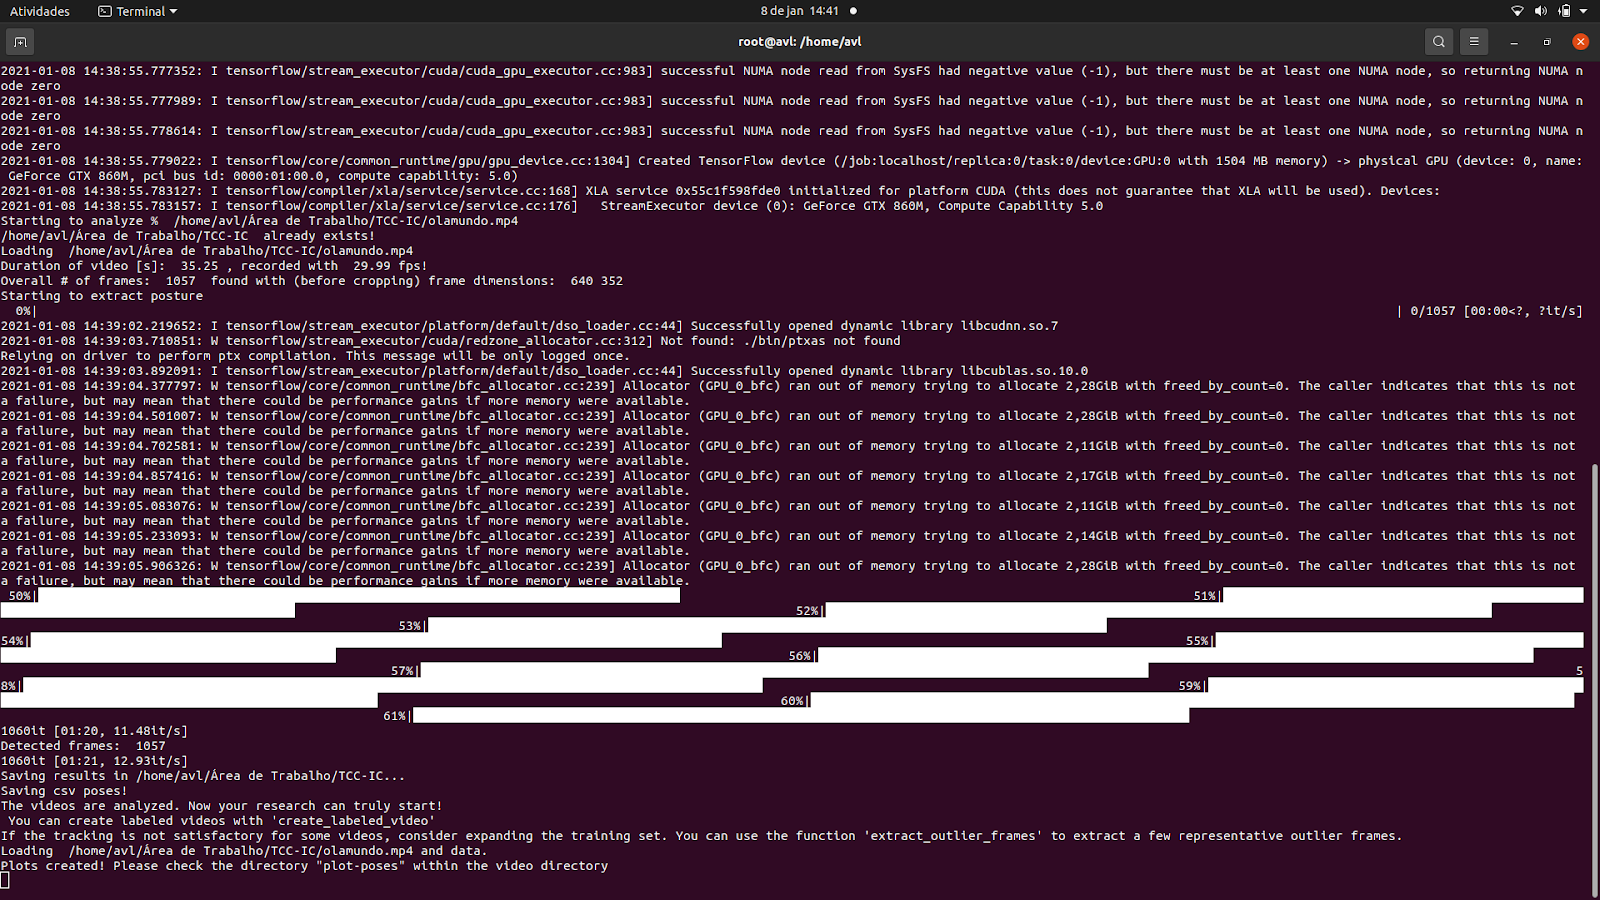 Atividades Terminal 8 de jan 14:41
root@avl: /home/avl
2021-01-08 14:38:55.777352: I tensorflow/stream_executor/cuda/cuda_gpu_executor.cc:983] successful NUMA node read from SysFS had negative value (-1), but there must be at least one NUMA node, so returning NUMA n
ode zero
2021-01-08 14:38:55.777989: I tensorflow/stream_executor/cuda/cuda_gpu_executor.cc:983] successful NUMA node read from SysFS had negative value (-1), but there must be at least one NUMA node, so returning NUMA n
ode zero
2021-01-08 14:38:55.778614: I tensorflow/stream_executor/cuda/cuda_gpu_executor.cc:983] successful NUMA node read from SysFS had negative value (-1), but there must be at least one NUMA node, so returning NUMA n
ode zero
2021-01-08 14:38:55.779022: I tensorflow/core/common_runtime/gpu/gpu_device.cc:1304] Created TensorFlow device (/job:localhost/replica:0/task:0/device:GPU:0 with 1504 MB memory) -> physical GPU (device: 0, name:
 GeForce GTX 860M, pci bus id: 0000:01:00.0, compute capability: 5.0)
2021-01-08 14:38:55.783127: I tensorflow/compiler/xla/service/service.cc:168] XLA service 0x55c1f598fde0 initialized for platform CUDA (this does not guarantee that XLA will be used). Devices:
2021-01-08 14:38:55.783157: I tensorflow/compiler/xla/service/service.cc:176]   StreamExecutor device (0): GeForce GTX 860M, Compute Capability 5.0
Starting to analyze %  /home/avl/Área de Trabalho/TCC-IC/olamundo.mp4
/home/avl/Área de Trabalho/TCC-IC  already exists!
Loading  /home/avl/Área de Trabalho/TCC-IC/olamundo.mp4
Duration of video [s]:  35.25 , recorded with  29.99 fps!
Overall # of frames:  1057  found with (before cropping) frame dimensions:  640 352
Starting to extract posture
  0%| | 0/1057 [00:00<?, ?it/s]
2021-01-08 14:39:02.219652: I tensorflow/stream_executor/platform/default/dso_loader.cc:44] Successfully opened dynamic library libcudnn.so.7
2021-01-08 14:39:03.710851: W tensorflow/stream_executor/cuda/redzone_allocator.cc:312] Not found: ./bin/ptxas not found
Relying on driver to perform ptx compilation. This message will be only logged once.
2021-01-08 14:39:03.892091: I tensorflow/stream_executor/platform/default/dso_loader.cc:44] Successfully opened dynamic library libcublas.so.10.0
2021-01-08 14:39:04.377797: W tensorflow/core/common_runtime/bfc_allocator.cc:239] Allocator (GPU_0_bfc) ran out of memory trying to allocate 2,28GiB with freed_by_count=0. The caller indicates that this is not
a failure, but may mean that there could be performance gains if more memory were available.
2021-01-08 14:39:04.501007: W tensorflow/core/common_runtime/bfc_allocator.cc:239] Allocator (GPU_0_bfc) ran out of memory trying to allocate 2,28GiB with freed_by_count=0. The caller indicates that this is not
a failure, but may mean that there could be performance gains if more memory were available.
2021-01-08 14:39:04.702581: W tensorflow/core/common_runtime/bfc_allocator.cc:239] Allocator (GPU_0_bfc) ran out of memory trying to allocate 2,11GiB with freed_by_count=0. The caller indicates that this is not
a failure, but may mean that there could be performance gains if more memory were available.
2021-01-08 14:39:04.857416: W tensorflow/core/common_runtime/bfc_allocator.cc:239] Allocator (GPU_0_bfc) ran out of memory trying to allocate 2,17GiB with freed_by_count=0. The caller indicates that this is not
a failure, but may mean that there could be performance gains if more memory were available.
2021-01-08 14:39:05.083076: W tensorflow/core/common_runtime/bfc_allocator.cc:239] Allocator (GPU_0_bfc) ran out of memory trying to allocate 2,11GiB with freed_by_count=0. The caller indicates that this is not
a failure, but may mean that there could be performance gains if more memory were available.
2021-01-08 14:39:05.233093: W tensorflow/core/common_runtime/bfc_allocator.cc:239] Allocator (GPU_0_bfc) ran out of memory trying to allocate 2,14GiB with freed_by_count=0. The caller indicates that this is not
a failure, but may mean that there could be performance gains if more memory were available.
2021-01-08 14:39:05.906326: W tensorflow/core/common_runtime/bfc_allocator.cc:239] Allocator (GPU_0_bfc) ran out of memory trying to allocate 2,28GiB with freed_by_count=0. The caller indicates that this is not
a failure, but may mean that there could be performance gains if more memory were available.
 50%| 51%|
52%|
53%|
54%| 55%|
56%|
57%| 5
8%| 59%|
60%|
61%|
1060it [01:20, 11.48it/s]
Detected frames:  1057
1060it [01:21, 12.93it/s]
Saving results in /home/avl/Área de Trabalho/TCC-IC...
Saving csv poses!
The videos are analyzed. Now your research can truly start!
 You can create labeled videos with 'create_labeled_video'
If the tracking is not satisfactory for some videos, consider expanding the training set. You can use the function 'extract_outlier_frames' to extract a few representative outlier frames.
Loading  /home/avl/Área de Trabalho/TCC-IC/olamundo.mp4 and data.
Plots created! Please check the directory "plot-poses" within the video directory